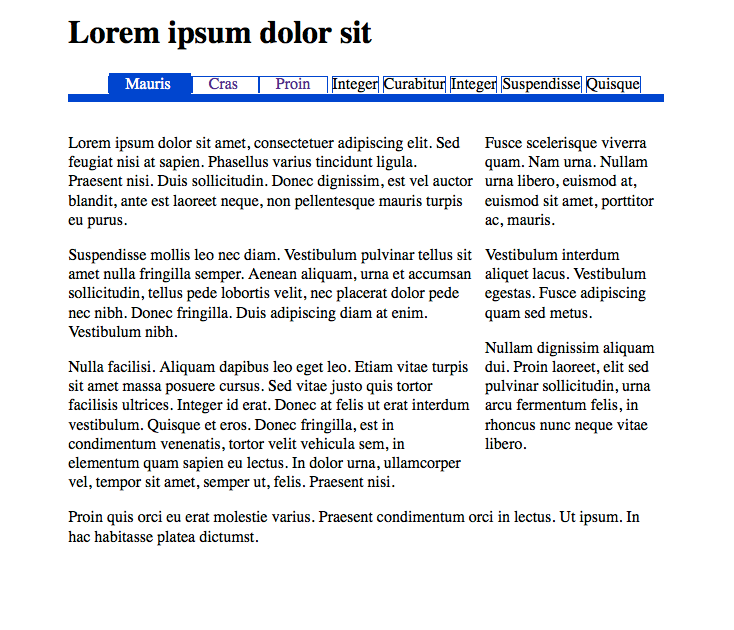 Lorem ipsum dolor sit
Mauris Cras Proin Integer Curabitur Integer Suspendisse Quisque
Lorem ipsum dolor sit amet, consectetuer adipiscing elit. Sed
feugiat nisi at sapien. Phasellus varius tincidunt ligula.
Praesent nisi. Duis sollicitudin. Donec dignissim, est vel auctor
blandit, ante est laoreet neque, non pellentesque mauris turpis
eu purus.
Suspendisse mollis leo nec diam. Vestibulum pulvinar tellus sit
amet nulla fringilla semper. Aenean aliquam, urna et accumsan
sollicitudin, tellus pede lobortis velit, nec placerat dolor pede
nec nibh. Donec fringilla. Duis adipiscing diam at enim.
Vestibulum nibh.
Nulla facilisi. Aliquam dapibus leo eget leo. Etiam vitae turpis
sit amet massa posuere cursus. Sed vitae justo quis tortor
facilisis ultrices. Integer id erat. Donec at felis ut erat interdum
vestibulum. Quisque et eros. Donec fringilla, est in
condimentum venenatis, tortor velit vehicula sem, in
elementum quam sapien eu lectus. In dolor urna, ullamcorper
vel, tempor sit amet, semper ut, felis. Praesent nisi.
Fusce scelerisque viverra
quam. Nam urna. Nullam
urna libero, euismod at,
euismod sit amet, porttitor
ac, mauris.
Vestibulum interdum
aliquet lacus. Vestibulum
egestas. Fusce adipiscing
quam sed metus.
Nullam dignissim aliquam
dui. Proin laoreet, elit sed
pulvinar sollicitudin, urna
arcu fermentum felis, in
rhoncus nunc neque vitae
libero.
Proin quis orci eu erat molestie varius. Praesent condimentum orci in lectus. Ut ipsum. In
hac habitasse platea dictumst.